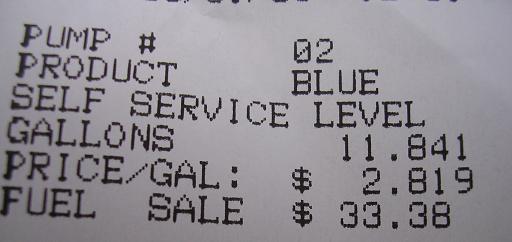 PUMP # 02
PRODUCT BLUE
SELF SERVICE LEVEL
GALLONS 11.841
PRICE/GAL: $ 2.819
FUEL SALE $ 33.38